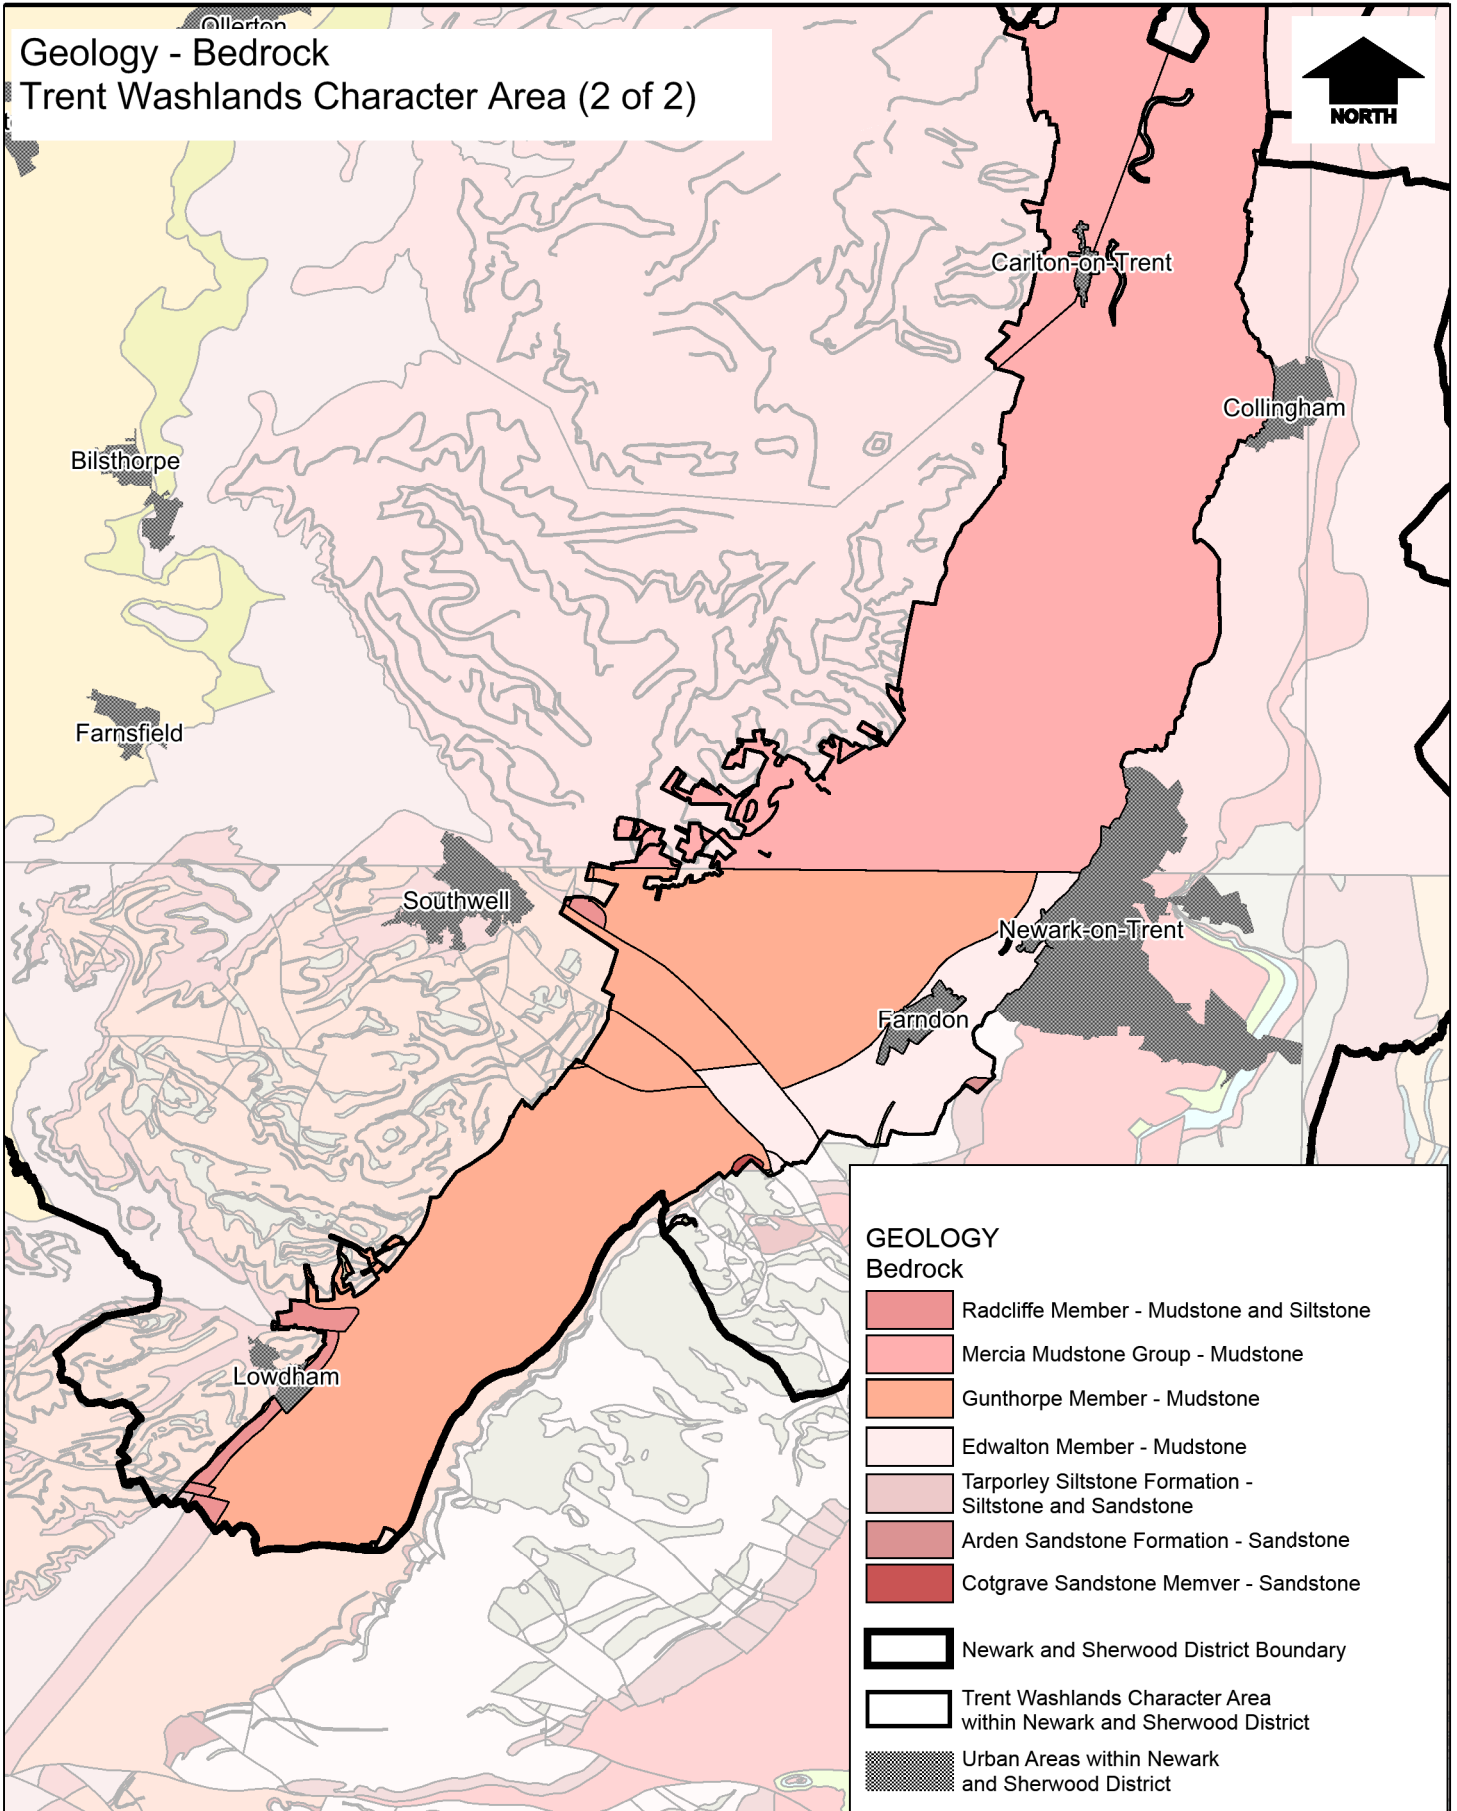 Ollerton
Geology - Bedrock
Trent Washlands Character Area (2 of 2)
NORTH
Carlton-on-Trent
Collingham
Bilsthorpe
Farnsfield
Southwell
Newark-on-Trent
Farndon
Lowdham
GEOLOGY
Bedrock
Radcliffe Member - Mudstone and Siltstone
Mercia Mudstone Group - Mudstone
Gunthorpe Member - Mudstone
Edwalton Member - Mudstone
Tarporley Siltstone Formation -
Siltstone and Sandstone
Arden Sandstone Formation - Sandstone
Cotgrave Sandstone Memver - Sandstone
Newark and Sherwood District Boundary
Trent Washlands Character Area
within Newark and Sherwood District
Urban Areas within Newark
and Sherwood District